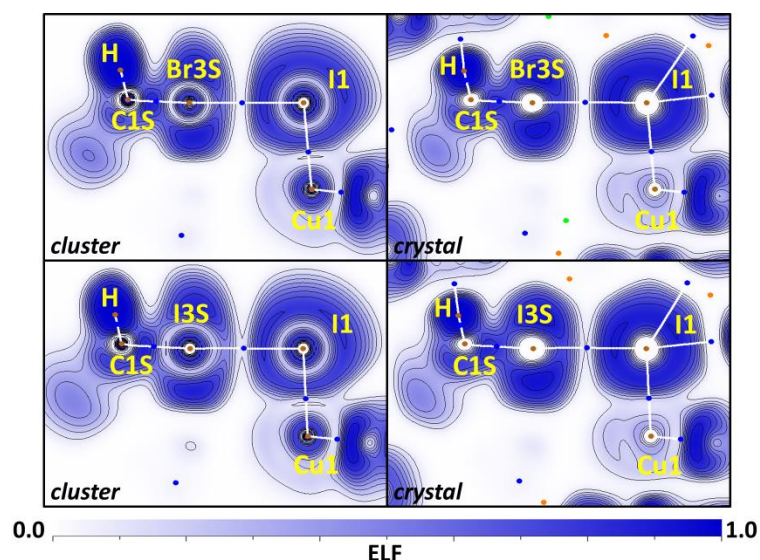 H
Br3S
I1
C1S
Cu1
cluster
H
Br3S
I1
C1S
Cu1
crystal
H
I3S
I1
C1S
Cu1
cluster
H
I3S
I1
C1S
Cu1
crystal
0.0
1.0
ELF